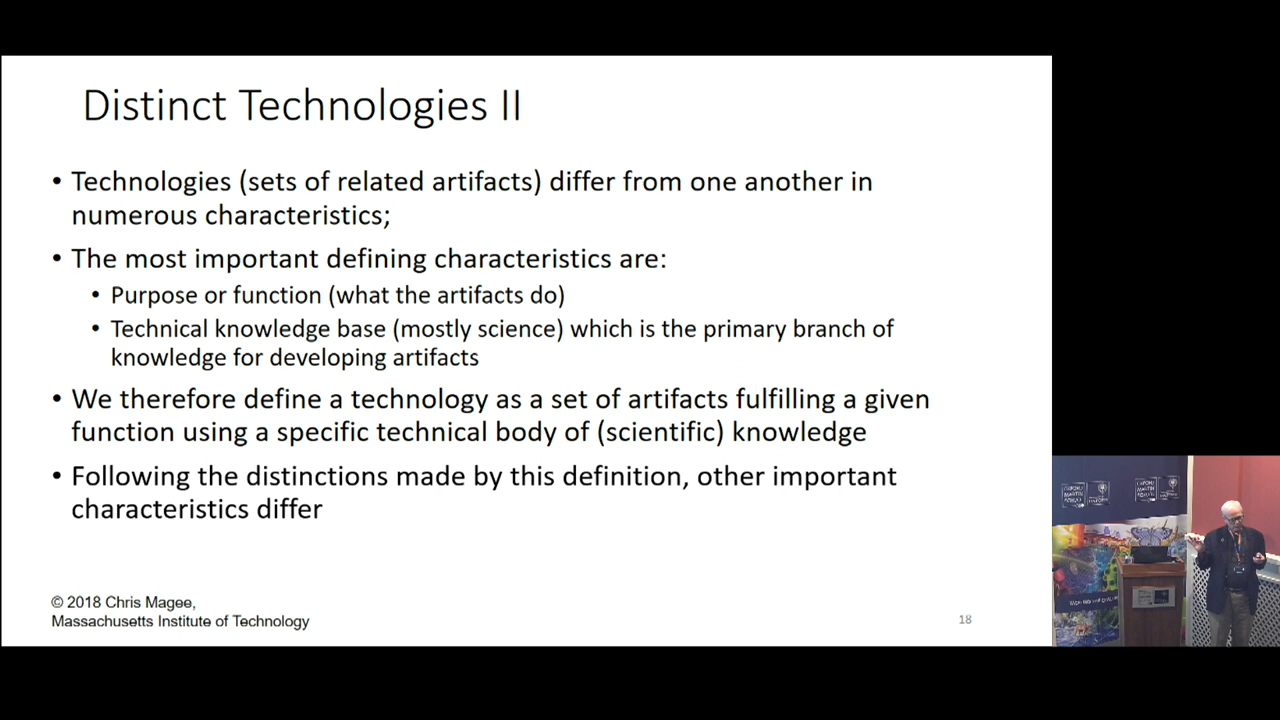 Distinct Technologies II
• Technologies (sets of related artifacts) differ from one another in
numerous characteristics;
• The most important defining characteristics are:
• Purpose or function (what the artifacts do)
• Technical knowledge base (mostly science) which is the primary branch of
knowledge for developing artifacts
• We therefore define a technology as a set of artifacts fulfilling a given
function using a specific technical body of (scientific) knowledge
• Following the distinctions made by this definition, other important
characteristics differ
© 2018 Chris Magee,
Massachusetts Institute of Technology
18